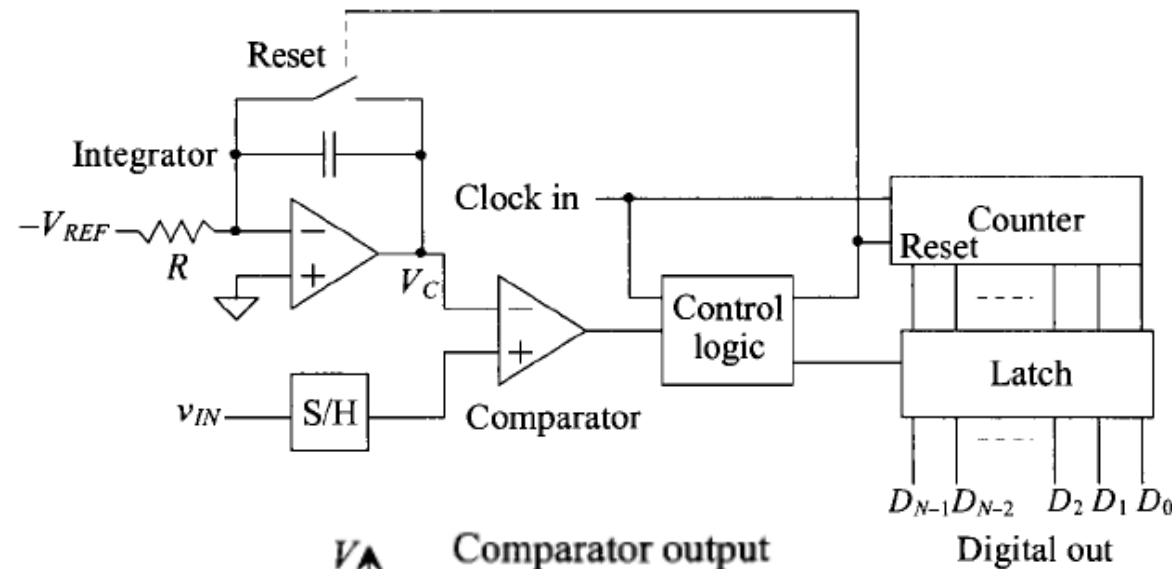 Reset
Integrator
Clock in
Counter
−V_REF
R
Reset
−
+
V_C
−
+
Control
logic
Latch
v_IN
S/H
Comparator
D_N−1 D_N−2 D_2 D_1 D_0
V Comparator output
Digital out